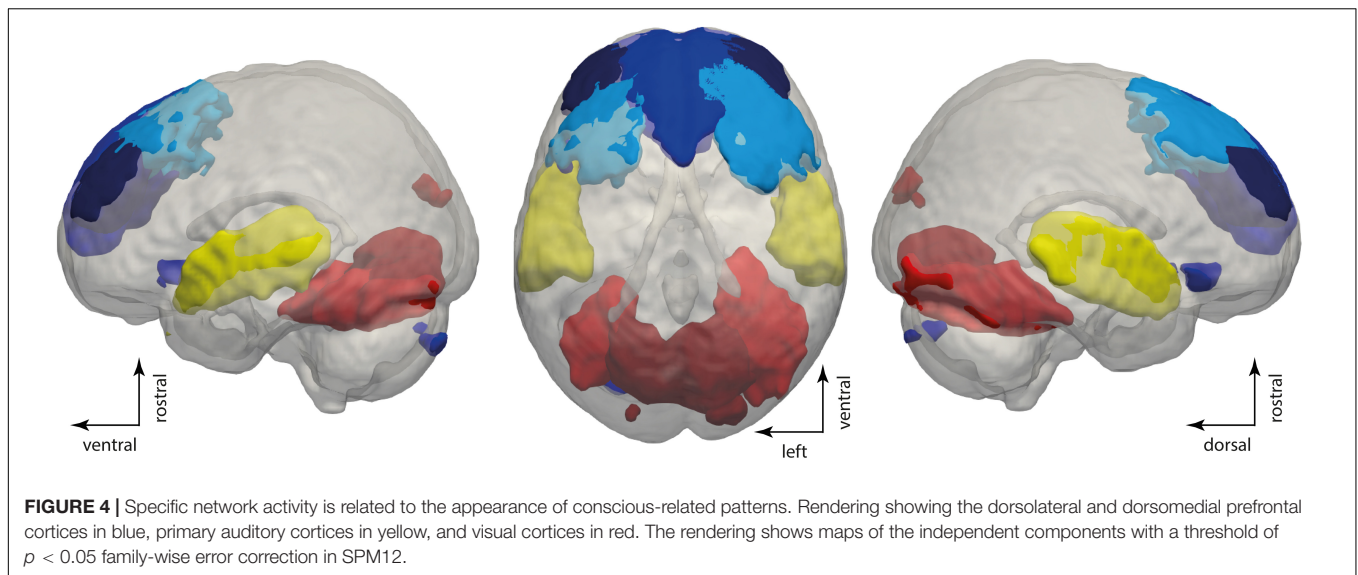 rostral
ventral
ventral
left
rostral
dorsal
FIGURE 4 | Specific network activity is related to the appearance of conscious-related patterns. Rendering showing the dorsolateral and dorsomedial prefrontal
cortices in blue, primary auditory cortices in yellow, and visual cortices in red. The rendering shows maps of the independent components with a threshold of
p < 0.05 family-wise error correction in SPM12.